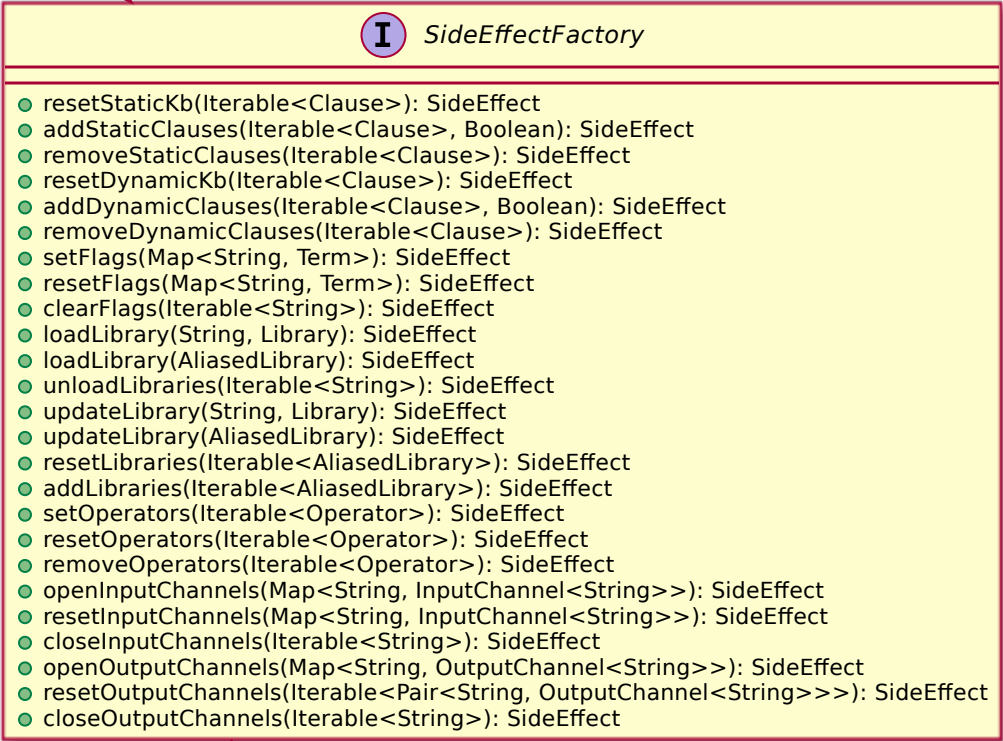 I SideEffectFactory
resetStaticKb(Iterable<Clause>): SideEffect
addStaticClauses(Iterable<Clause>, Boolean): SideEffect
removeStaticClauses(Iterable<Clause>): SideEffect
resetDynamicKb(Iterable<Clause>): SideEffect
addDynamicClauses(Iterable<Clause>, Boolean): SideEffect
removeDynamicClauses(Iterable<Clause>): SideEffect
setFlags(Map<String, Term>): SideEffect
resetFlags(Map<String, Term>): SideEffect
clearFlags(Iterable<String>): SideEffect
loadLibrary(String, Library): SideEffect
loadLibrary(AliasedLibrary): SideEffect
unloadLibraries(Iterable<String>): SideEffect
updateLibrary(String, Library): SideEffect
updateLibrary(AliasedLibrary): SideEffect
resetLibraries(Iterable<AliasedLibrary>): SideEffect
addLibraries(Iterable<AliasedLibrary>): SideEffect
setOperators(Iterable<Operator>): SideEffect
resetOperators(Iterable<Operator>): SideEffect
removeOperators(Iterable<Operator>): SideEffect
openInputChannels(Map<String, InputChannel<String>>): SideEffect
resetInputChannels(Map<String, InputChannel<String>>): SideEffect
closeInputChannels(Iterable<String>): SideEffect
openOutputChannels(Map<String, OutputChannel<String>>): SideEffect
resetOutputChannels(Iterable<Pair<String, OutputChannel<String>>>): SideEffect
closeOutputChannels(Iterable<String>): SideEffect